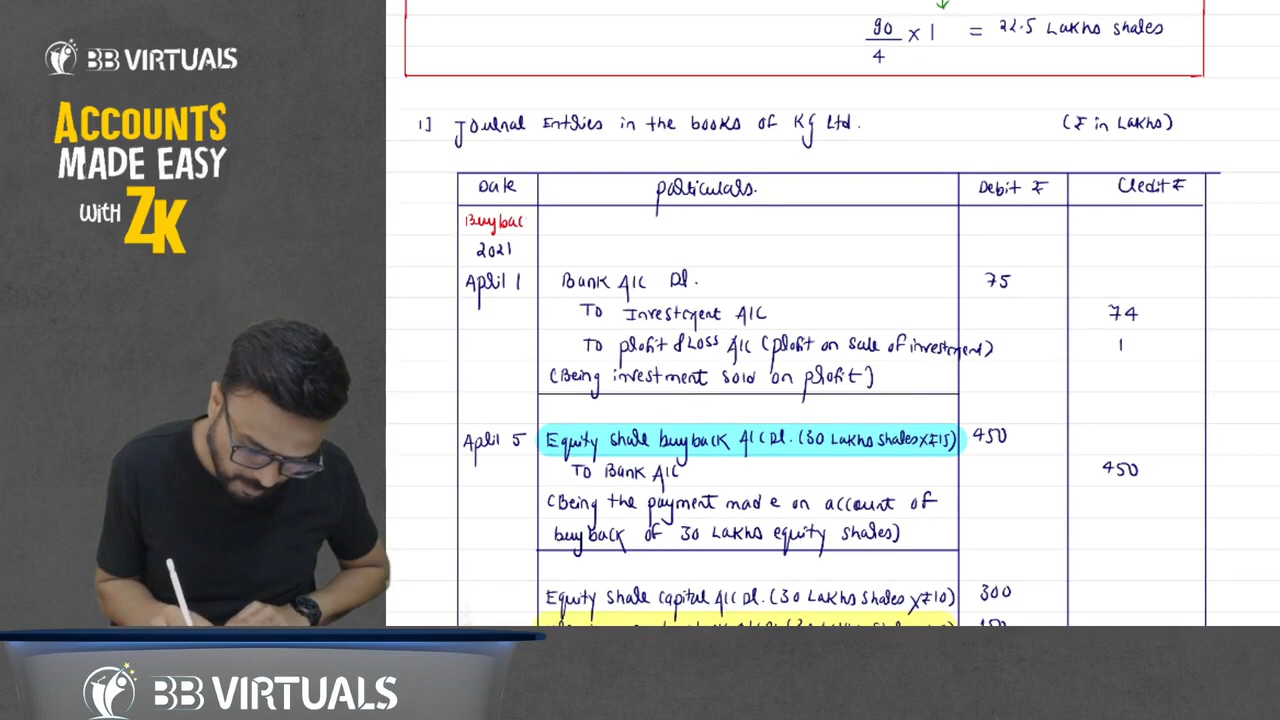 BB VIRTUALS
ACCOUNTS
MADE EASY
WITH ZK
90/4 × 1 = 22.5 Lakhs shares
1] Journal Entries in the books of KG Ltd. (₹ in Lakhs)
Date Particulars. Debit ₹ Credit ₹
Buybac
2021
April 1 Bank A/C Dr. 75
To Investment A/C 74
To profit & Loss A/C (profit on sale of investment) 1
(Being investment sold on profit)
April 5 Equity share buyback A/C Dr. (30 Lakhs shares × ₹15) 450
To Bank A/C 450
(Being the payment made on account of
buyback of 30 Lakhs equity shares)
Equity share capital A/C Dr. (30 Lakhs shares × ₹10) 300
BB VIRTUALS